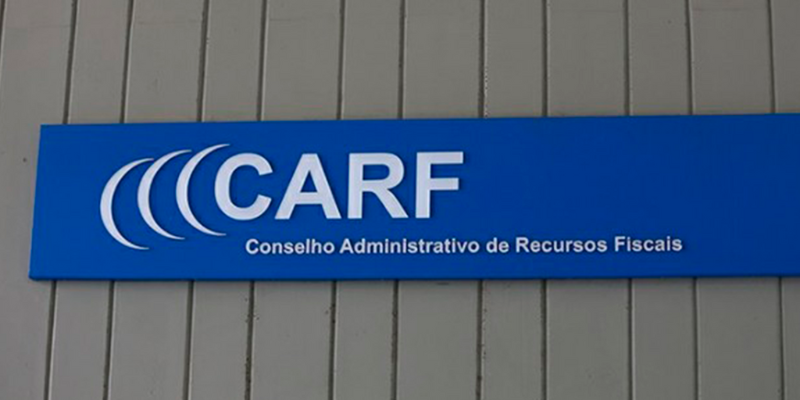 CARF
Conselho Administrativo de Recursos Fiscais